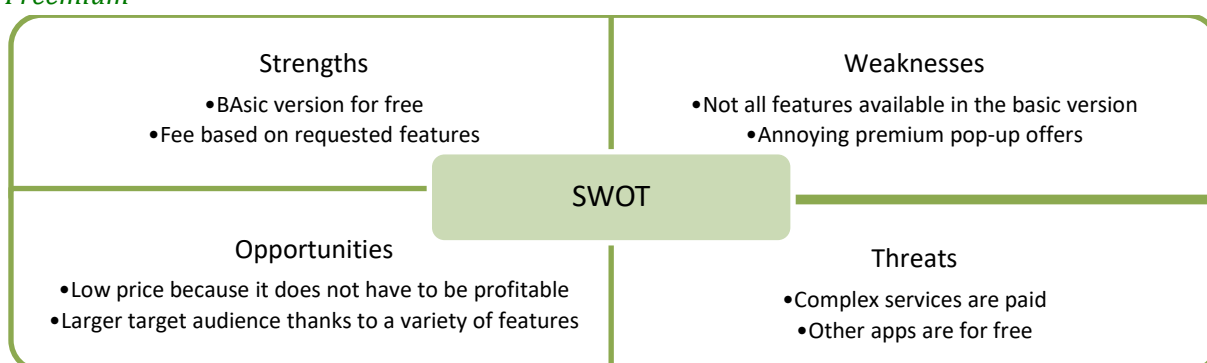 Freemium
Strengths
•BAsic version for free
•Fee based on requested features
Weaknesses
•Not all features available in the basic version
•Annoying premium pop-up offers
SWOT
Opportunities
•Low price because it does not have to be profitable
•Larger target audience thanks to a variety of features
Threats
•Complex services are paid
•Other apps are for free